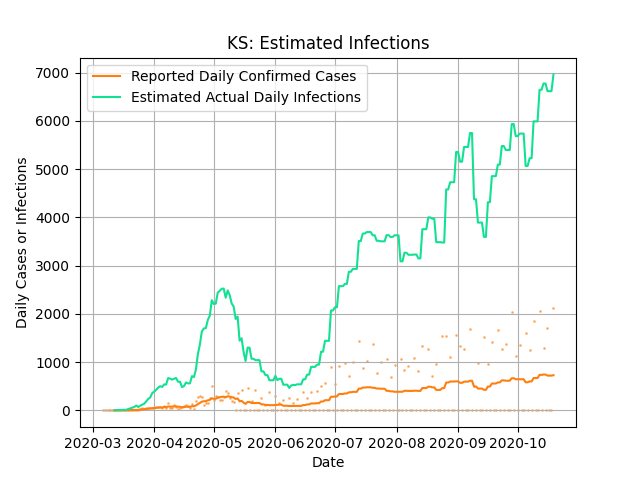 KS: Estimated Infections
Reported Daily Confirmed Cases
Estimated Actual Daily Infections
Daily Cases or Infections
7000
6000
5000
4000
3000
2000
1000
0
2020-03 2020-04 2020-05 2020-06 2020-07 2020-08 2020-09 2020-10
Date